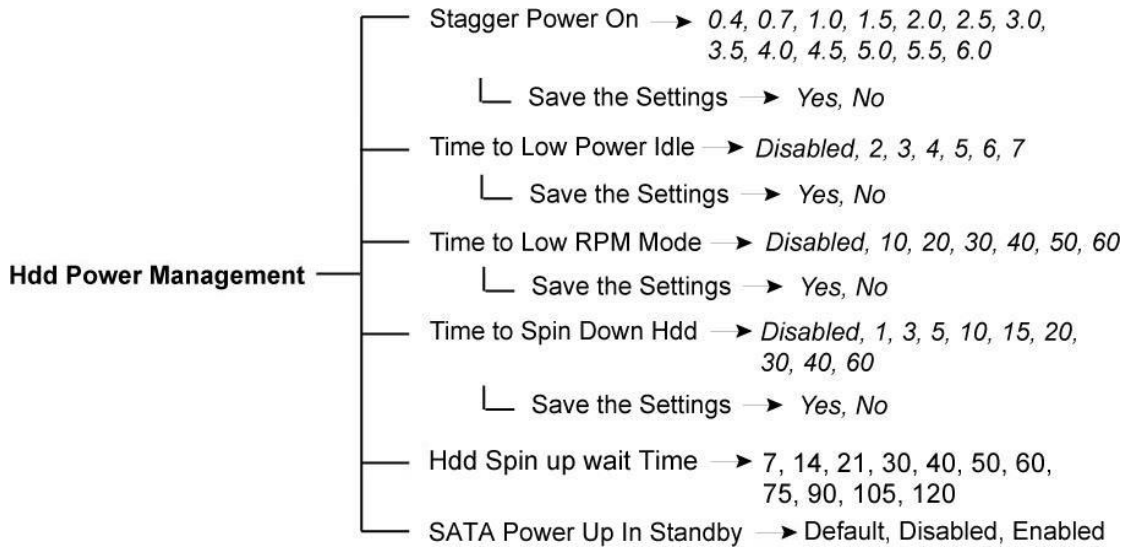 Stagger Power On 0.4, 0.7, 1.0, 1.5, 2.0, 2.5, 3.0,
3.5, 4.0, 4.5, 5.0, 5.5, 6.0
Save the Settings Yes, No
Time to Low Power Idle Disabled, 2, 3, 4, 5, 6, 7
Save the Settings Yes, No
Time to Low RPM Mode Disabled, 10, 20, 30, 40, 50, 60
Hdd Power Management
Save the Settings Yes, No
Time to Spin Down Hdd Disabled, 1, 3, 5, 10, 15, 20,
30, 40, 60
Save the Settings Yes, No
Hdd Spin up wait Time 7, 14, 21, 30, 40, 50, 60,
75, 90, 105, 120
SATA Power Up In Standby Default, Disabled, Enabled